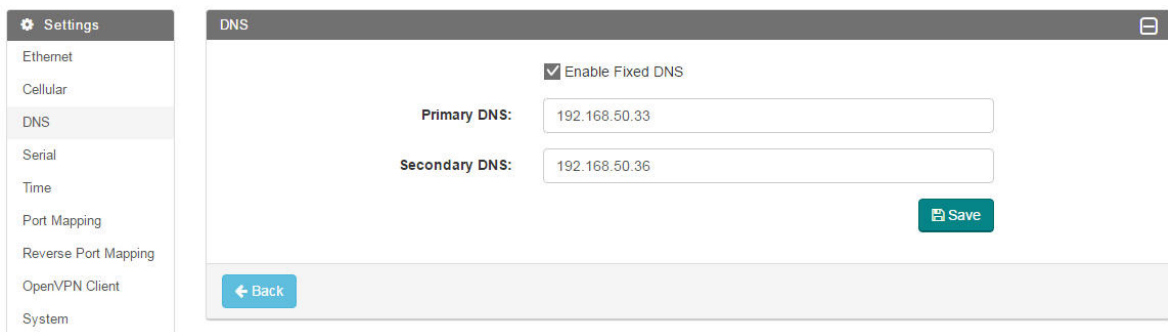 Settings
Ethernet
Cellular
DNS
Serial
Time
Port Mapping
Reverse Port Mapping
OpenVPN Client
System
DNS
Enable Fixed DNS
Primary DNS: 192.168.50.33
Secondary DNS: 192.168.50.36
Save
Back